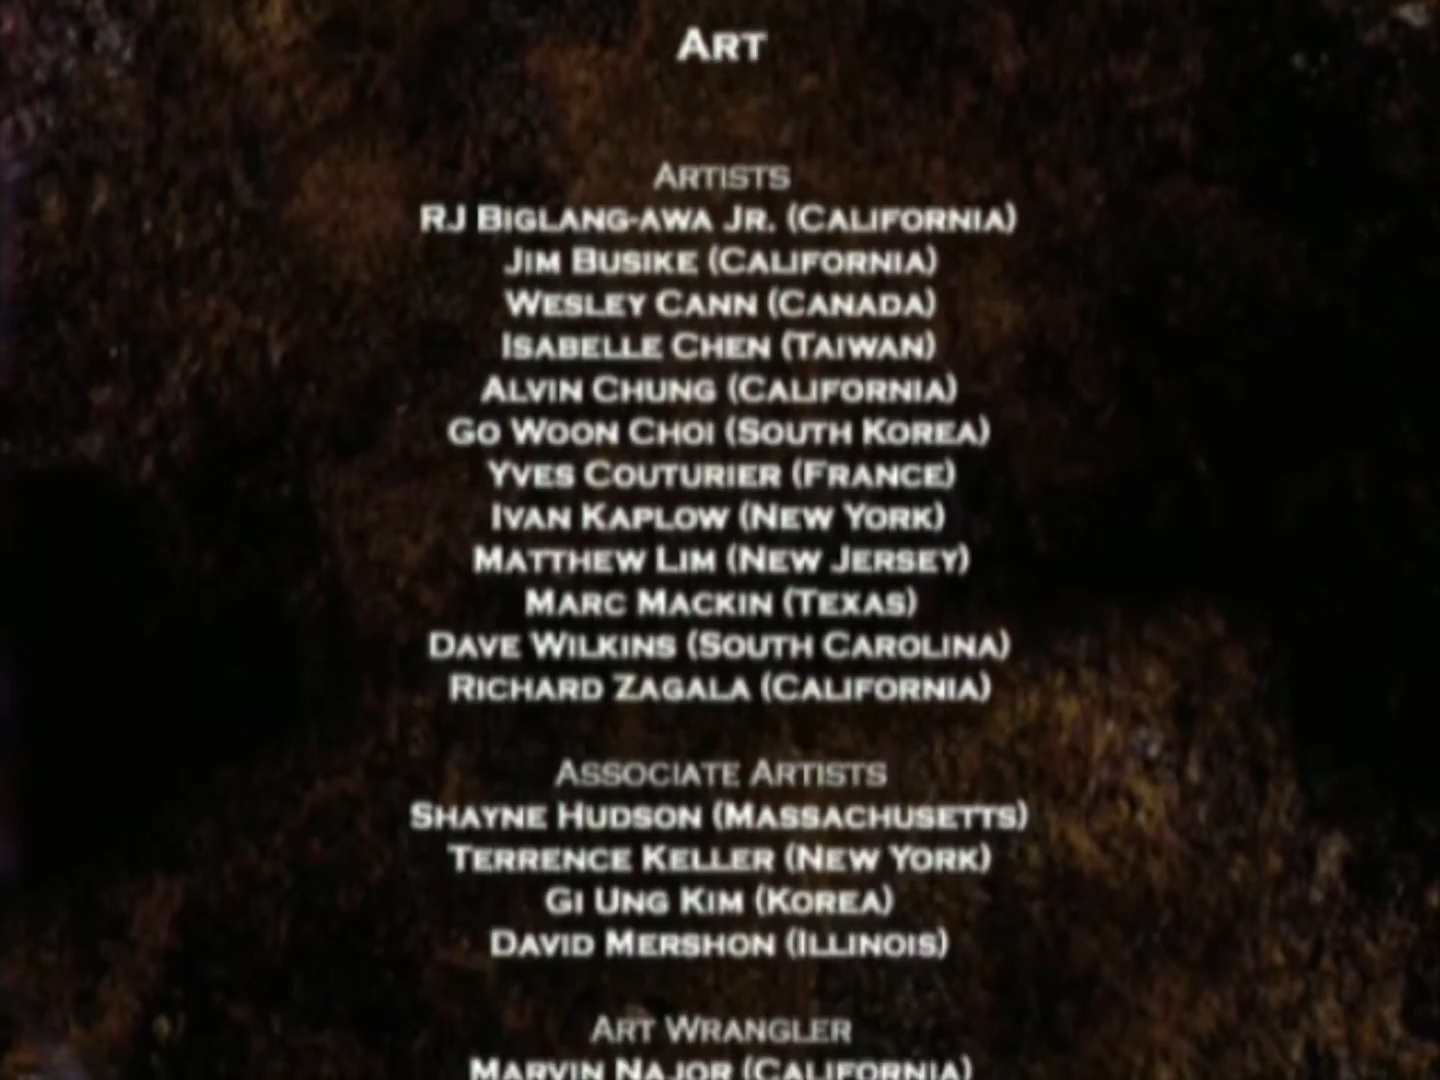 Art
Artists
RJ Biglang-awa Jr. (California)
Jim Busike (California)
Wesley Cann (Canada)
Isabelle Chen (Taiwan)
Alvin Chung (California)
Go Woon Choi (South Korea)
Yves Couturier (France)
Ivan Kaplow (New York)
Matthew Lim (New Jersey)
Marc Mackin (Texas)
Dave Wilkins (South Carolina)
Richard Zagala (California)
Associate Artists
Shayne Hudson (Massachusetts)
Terrence Keller (New York)
Gi Ung Kim (Korea)
David Mershon (Illinois)
Art Wrangler
Marvin Najor (California)